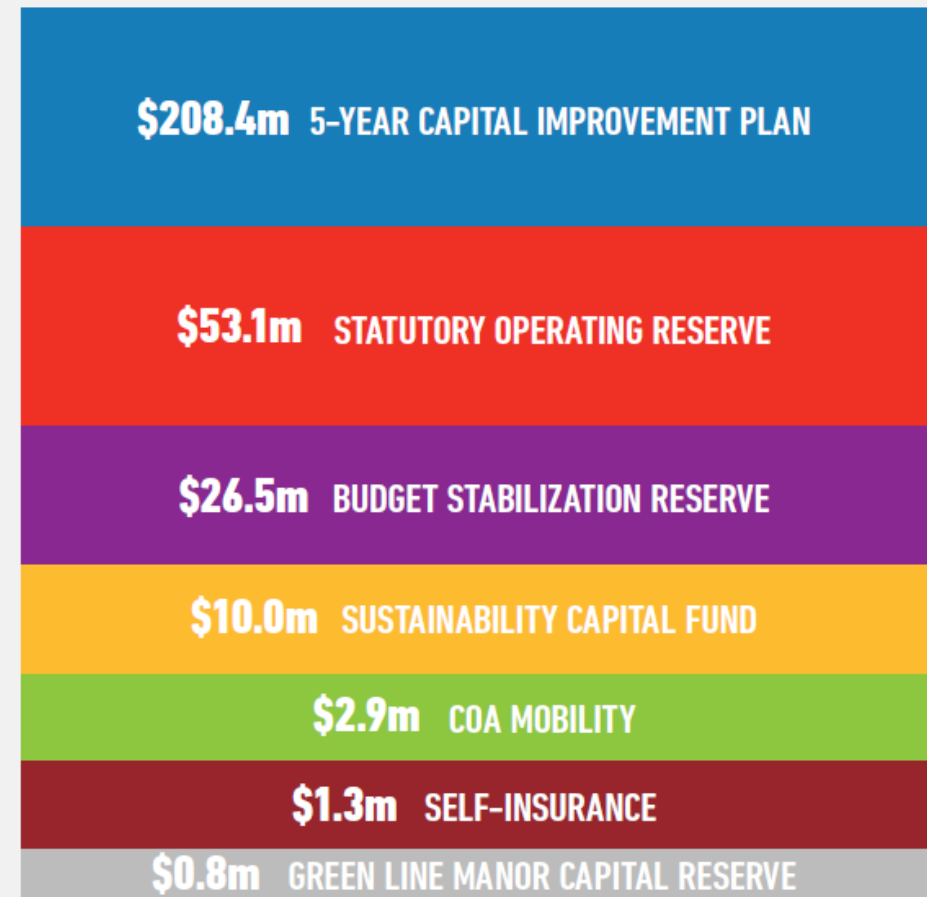 $208.4m 5-YEAR CAPITAL IMPROVEMENT PLAN
$53.1m STATUTORY OPERATING RESERVE
$26.5m BUDGET STABILIZATION RESERVE
$10.0m SUSTAINABILITY CAPITAL FUND
$2.9m COA MOBILITY
$1.3m SELF-INSURANCE
$0.8m GREEN LINE MANOR CAPITAL RESERVE